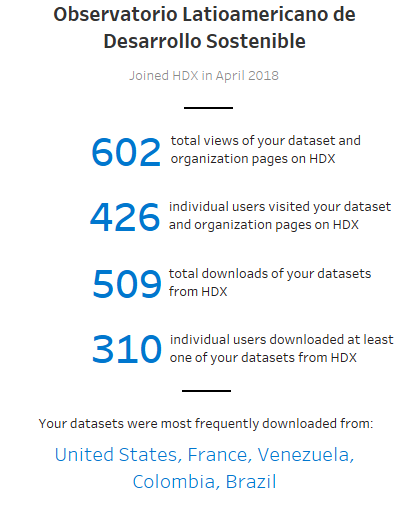 Observatorio Latioamericano de
Desarrollo Sostenible
Joined HDX in April 2018
602 total views of your dataset and
organization pages on HDX
426 individual users visited your dataset
and organization pages on HDX
509 total downloads of your datasets
from HDX
310 individual users downloaded at least
one of your datasets from HDX
Your datasets were most frequently downloaded from:
United States, France, Venezuela,
Colombia, Brazil